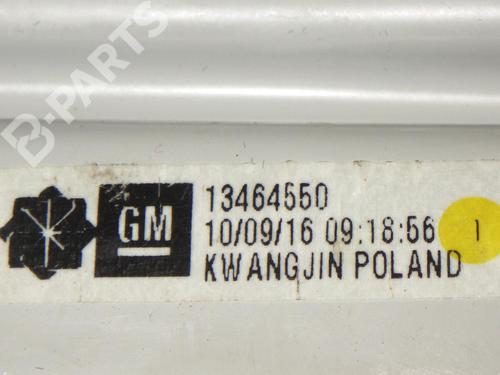 B-PARTS
GM
13464550
10/09/16 09:18:56 1
KWANGJIN POLAND